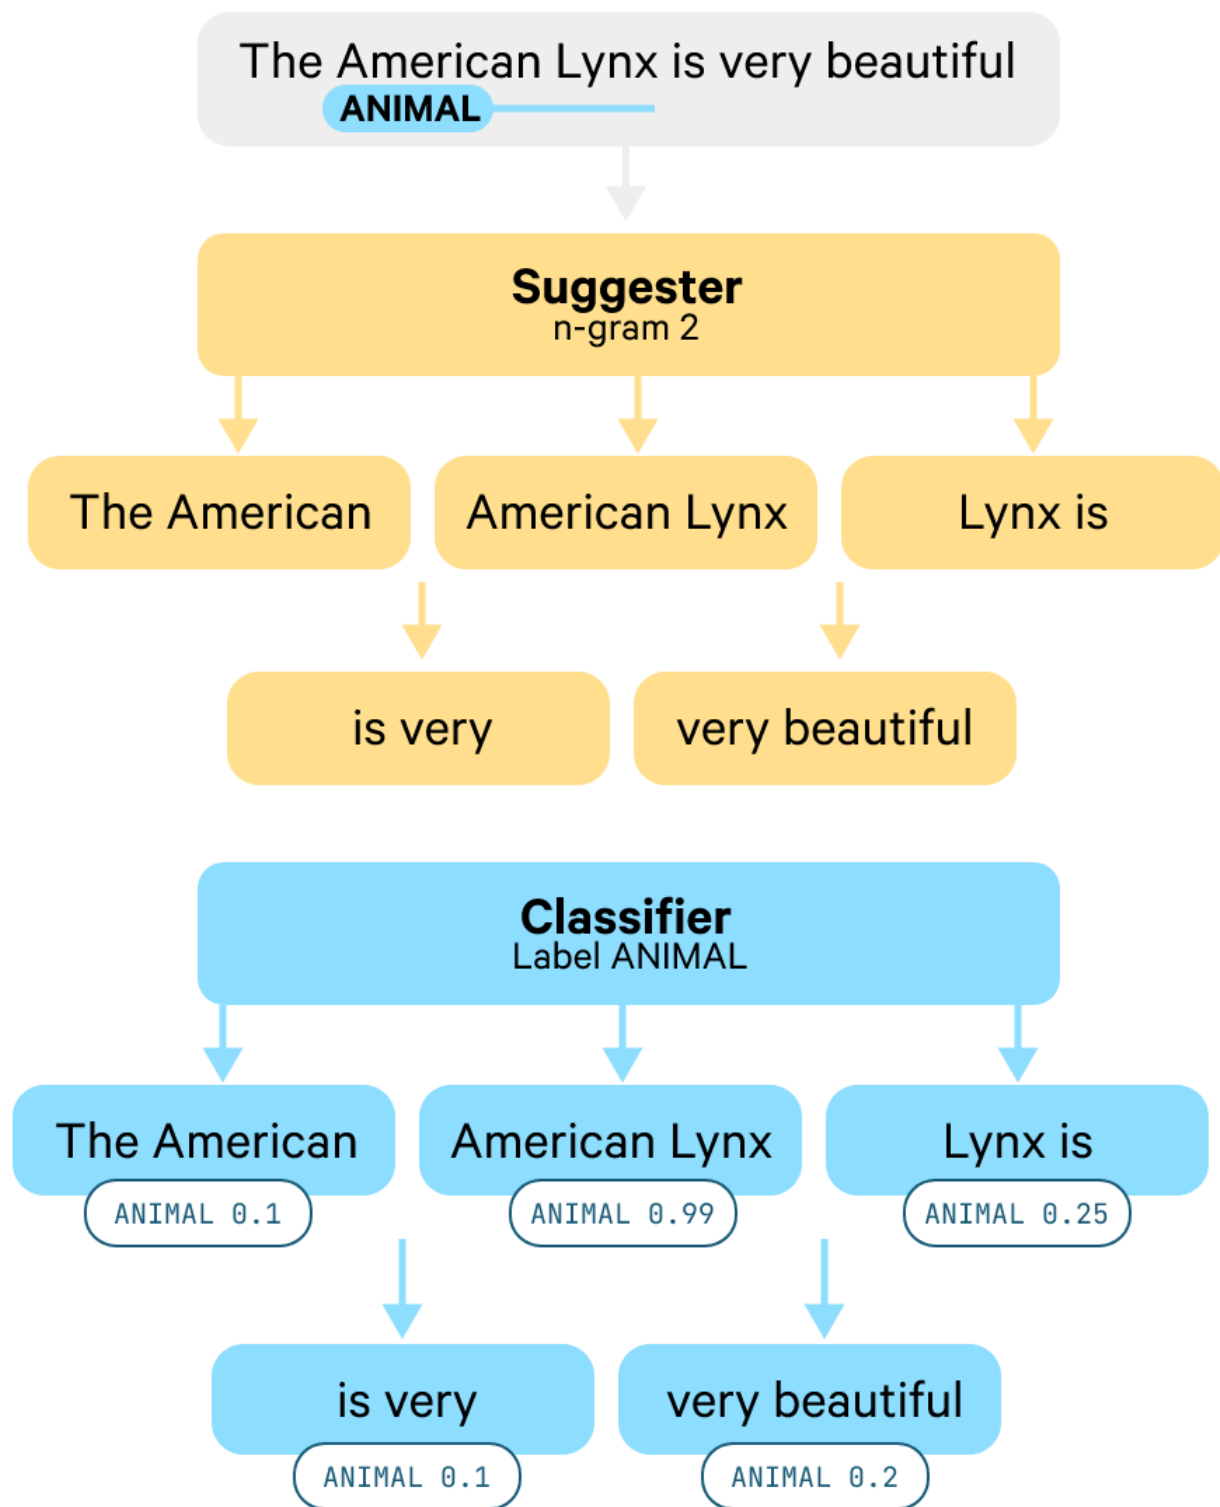 The American Lynx is very beautiful
ANIMAL
Suggester
n-gram 2
The American
American Lynx
Lynx is
is very
very beautiful
Classifier
Label ANIMAL
The American
American Lynx
Lynx is
ANIMAL 0.1
ANIMAL 0.99
ANIMAL 0.25
is very
very beautiful
ANIMAL 0.1
ANIMAL 0.2